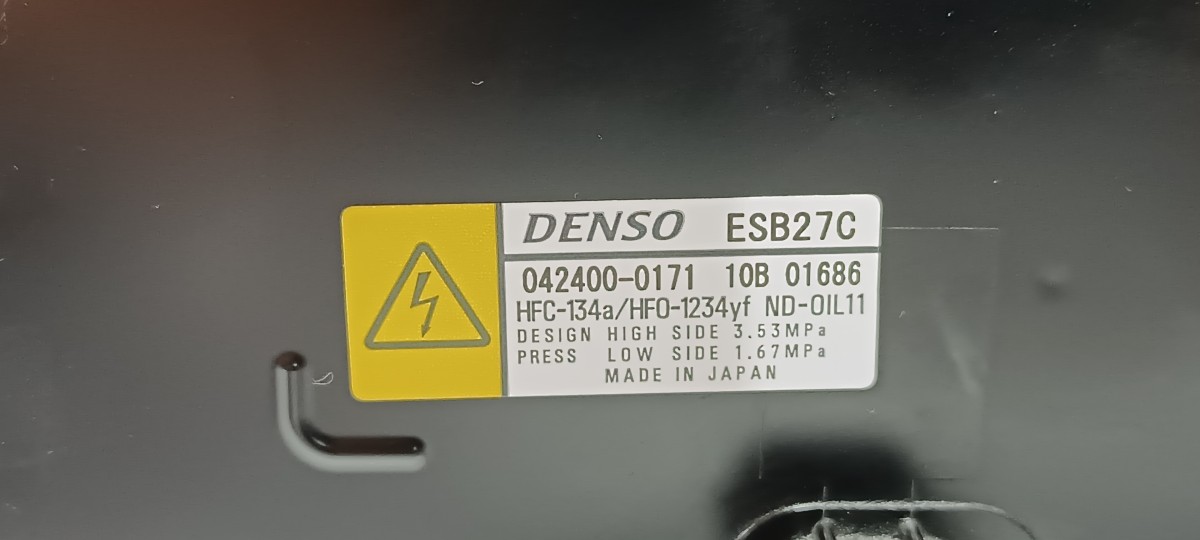 DENSO ESB27C
042400-0171 10B 01686
HFC-134a/HFO-1234yf ND-OIL11
DESIGN HIGH SIDE 3.53MPa
PRESS LOW SIDE 1.67MPa
MADE IN JAPAN